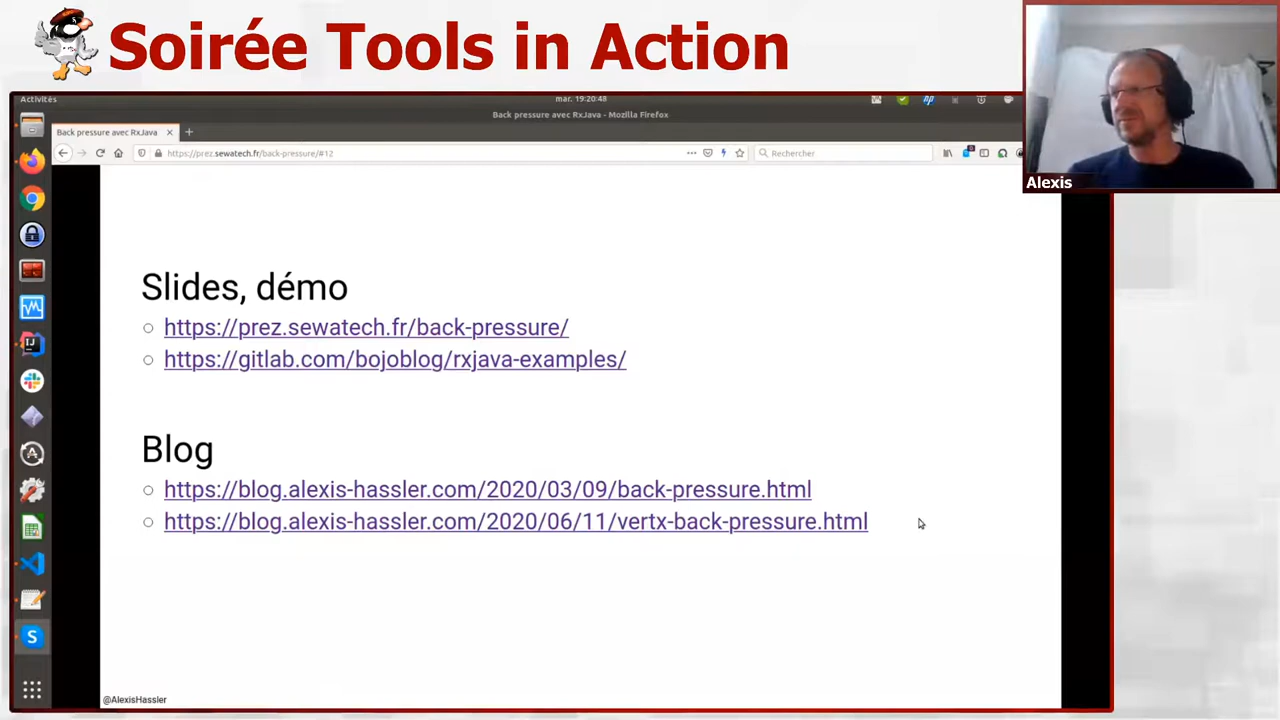 Soirée Tools in Action
Alexis
Activités
mar. 19:20:48
Back pressure avec RxJava - Mozilla Firefox
Back pressure avec RxJava
https://prez.sewatech.fr/back-pressure/#12
Rechercher
Slides, démo
https://prez.sewatech.fr/back-pressure/
https://gitlab.com/bojoblog/rxjava-examples/
Blog
https://blog.alexis-hassler.com/2020/03/09/back-pressure.html
https://blog.alexis-hassler.com/2020/06/11/vertx-back-pressure.html
@AlexisHassler